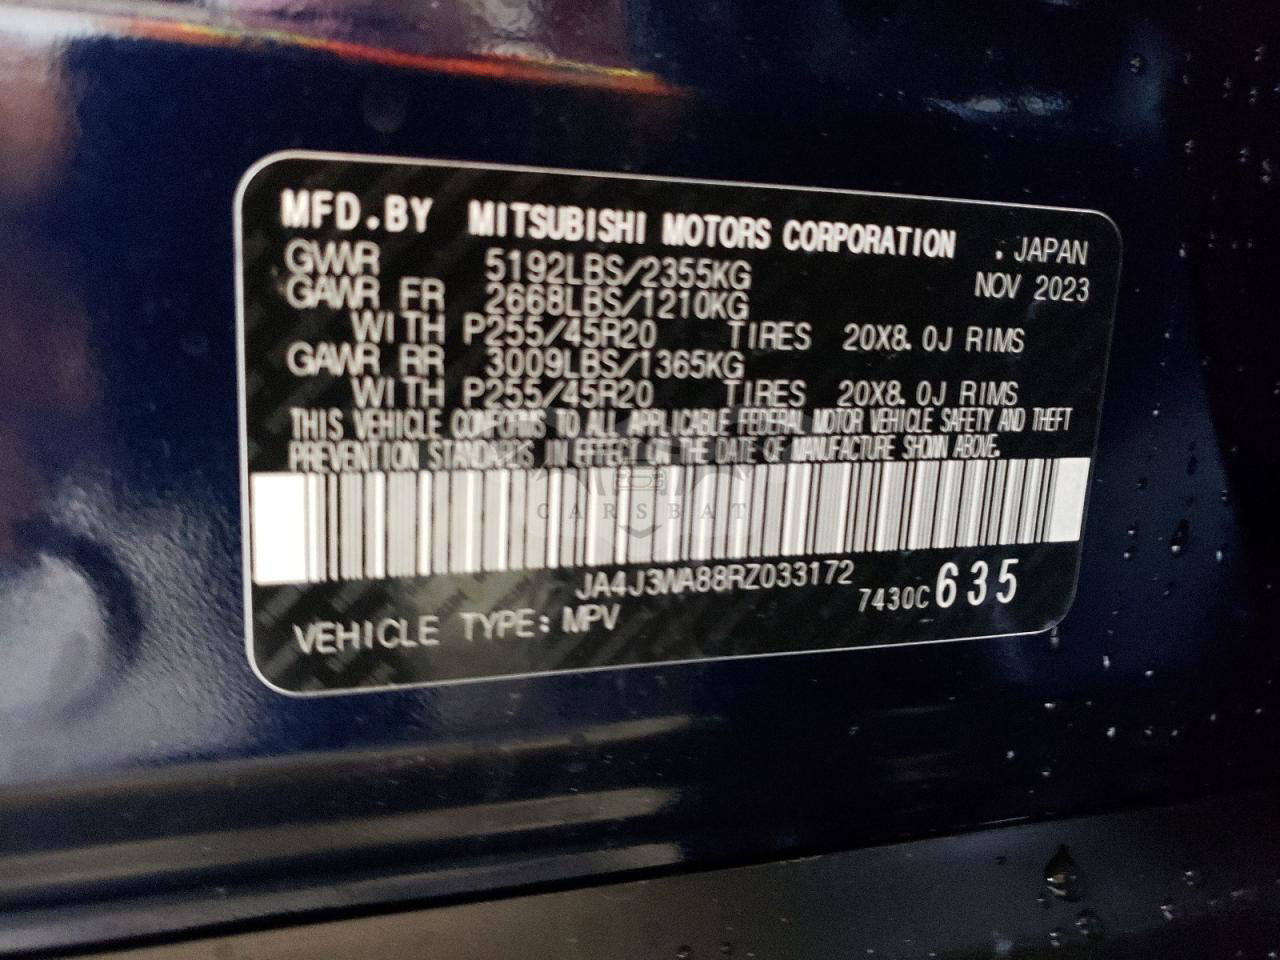 MFD.BY MITSUBISHI MOTORS CORPORATION . JAPAN
GVWR 5192LBS/2355KG NOV 2023
GAWR FR 2668LBS/1210KG
WITH P255/45R20 TIRES 20X8.0J RIMS
GAWR RR 3009LBS/1365KG
WITH P255/45R20 TIRES 20X8.0J RIMS
THIS VEHICLE CONFORMS TO ALL APPLICABLE FEDERAL MOTOR VEHICLE SAFETY AND THEFT
PREVENTION STANDARDS IN EFFECT ON THE DATE OF MANUFACTURE SHOWN ABOVE.
CARSBAT
JA4J3WA88RZ033172
7430C 635
VEHICLE TYPE: MPV